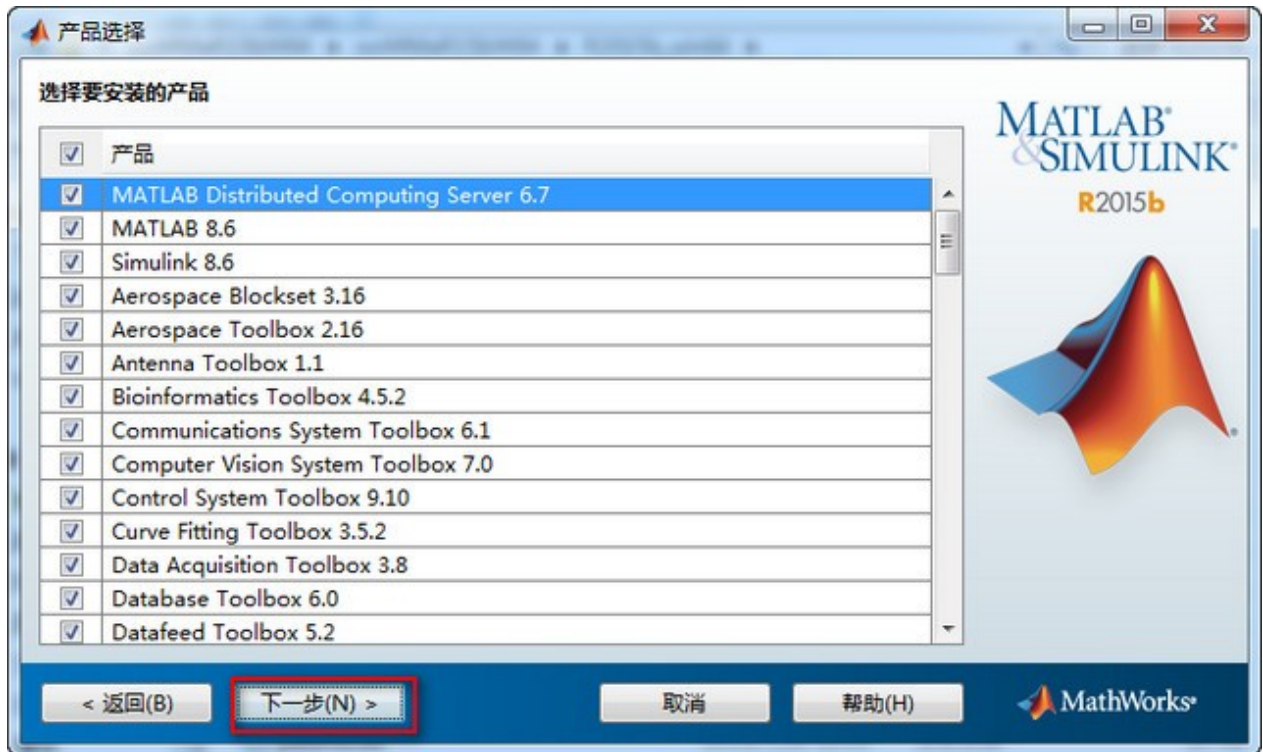 产品选择
选择要安装的产品
产品
MATLAB Distributed Computing Server 6.7
MATLAB 8.6
Simulink 8.6
Aerospace Blockset 3.16
Aerospace Toolbox 2.16
Antenna Toolbox 1.1
Bioinformatics Toolbox 4.5.2
Communications System Toolbox 6.1
Computer Vision System Toolbox 7.0
Control System Toolbox 9.10
Curve Fitting Toolbox 3.5.2
Data Acquisition Toolbox 3.8
Database Toolbox 6.0
Datafeed Toolbox 5.2
MATLAB®
&SIMULINK®
R2015b
< 返回(B)
下一步(N) >
取消
帮助(H)
MathWorks®